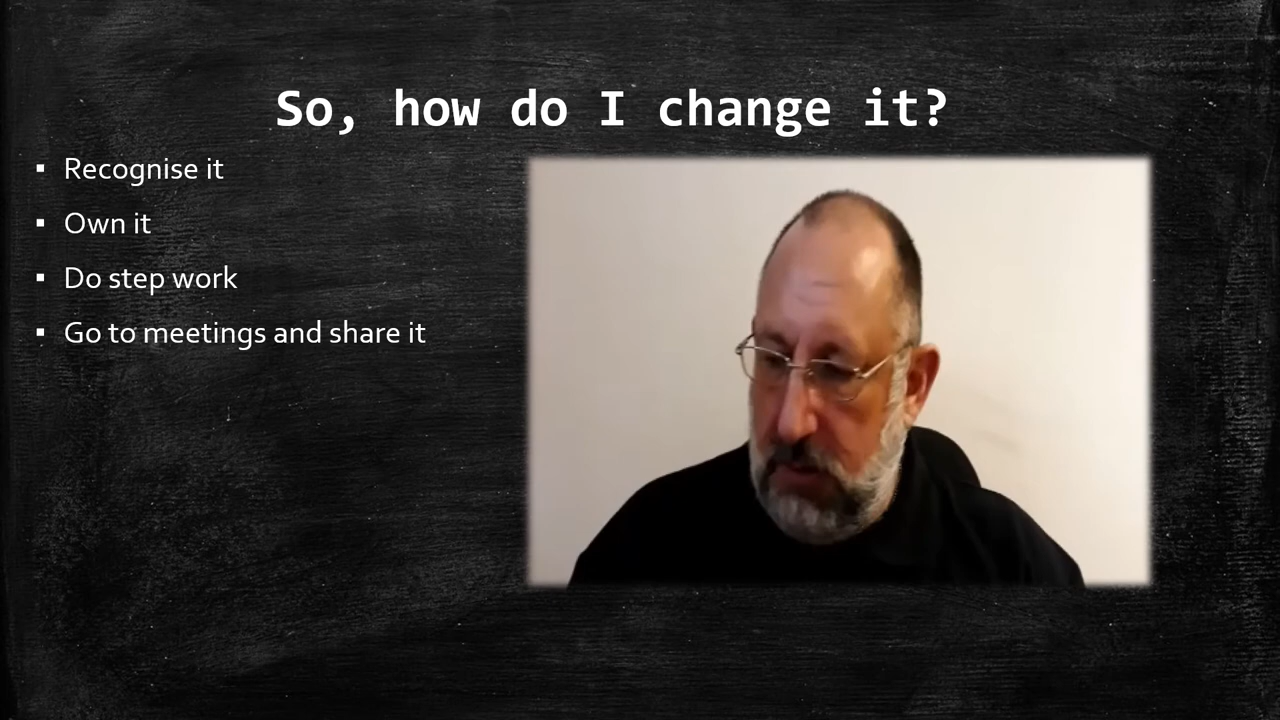 So, how do I change it?
▪ Recognise it
▪ Own it
▪ Do step work
▪ Go to meetings and share it